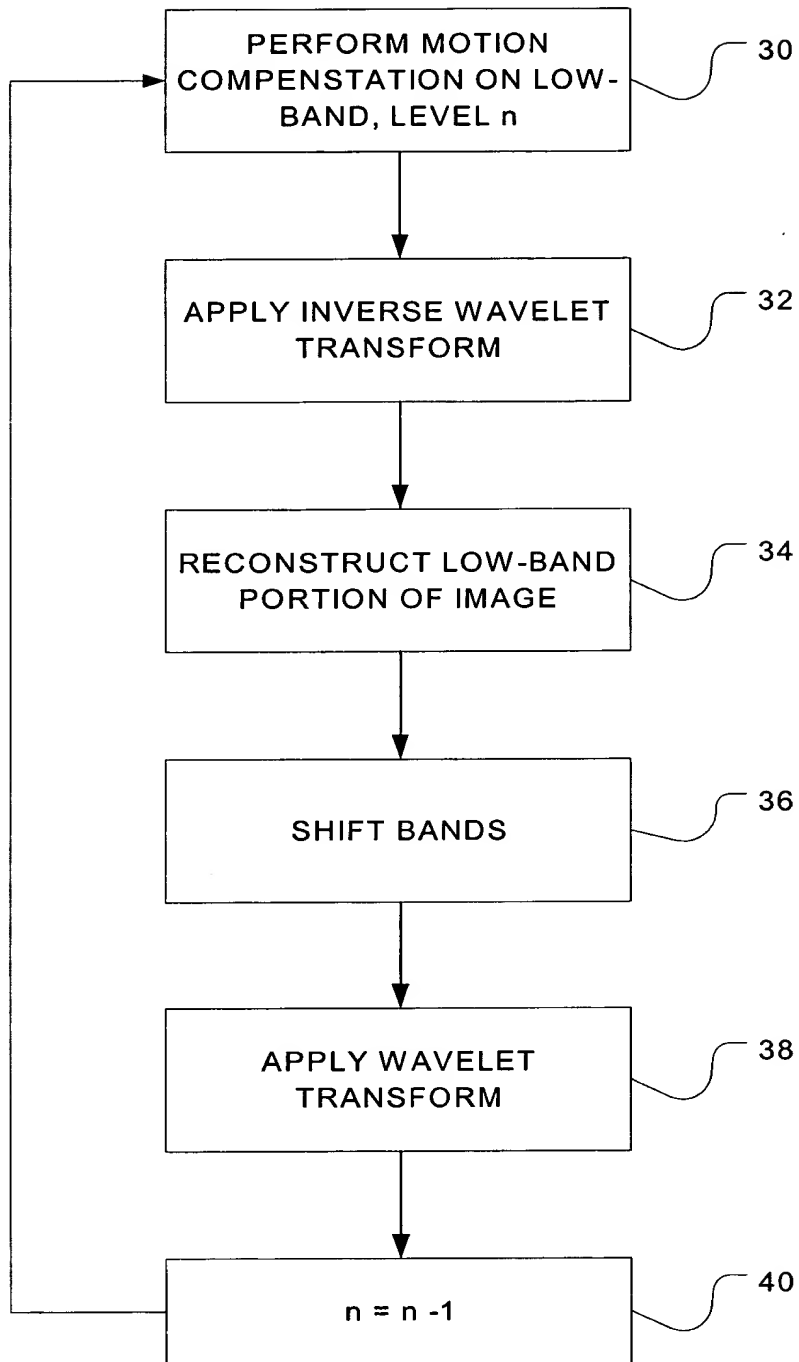 PERFORM MOTION
COMPENSTATION ON LOW-
BAND, LEVEL n
30
APPLY INVERSE WAVELET
TRANSFORM
32
RECONSTRUCT LOW-BAND
PORTION OF IMAGE
34
SHIFT BANDS
36
APPLY WAVELET
TRANSFORM
38
n = n -1
40